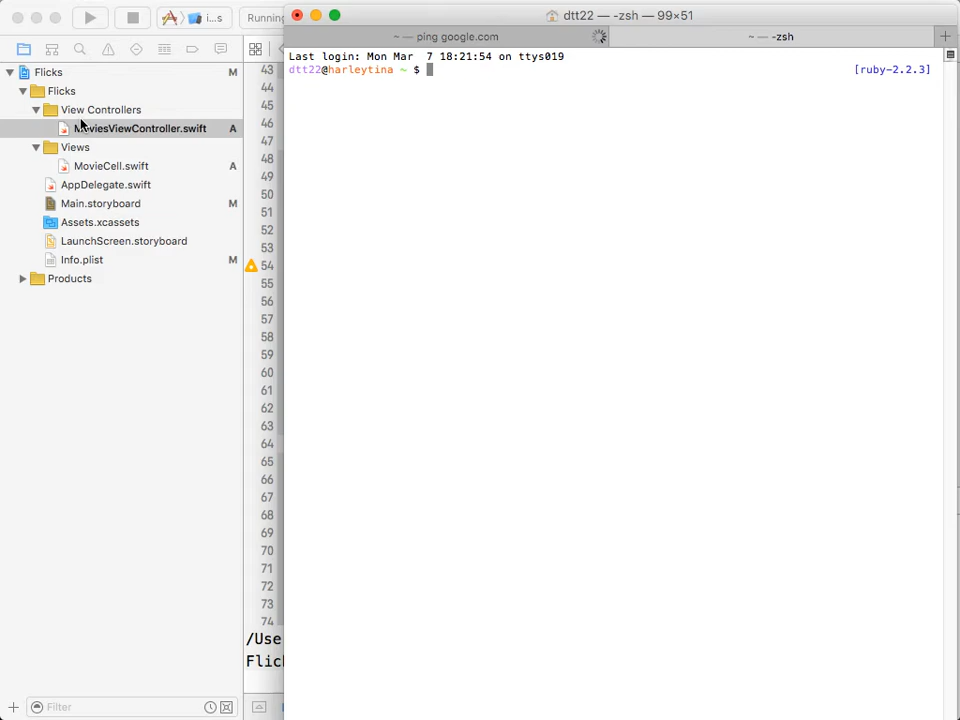 i...s
Running
dtt22 — -zsh — 99×51
~ — ping google.com
~ — -zsh
Flicks M
Flicks
View Controllers
MoviesViewController.swift A
Views
MovieCell.swift A
AppDelegate.swift
Main.storyboard M
Assets.xcassets
LaunchScreen.storyboard
Info.plist M
Products
Filter
43
44
45
46
47
48
49
50
51
52
53
54
55
56
57
58
59
60
61
62
63
64
65
66
67
68
69
70
71
72
73
74
/Use
Flick
Last login: Mon Mar  7 18:21:54 on ttys019
dtt22@harleytina ~ $ [ruby-2.2.3]